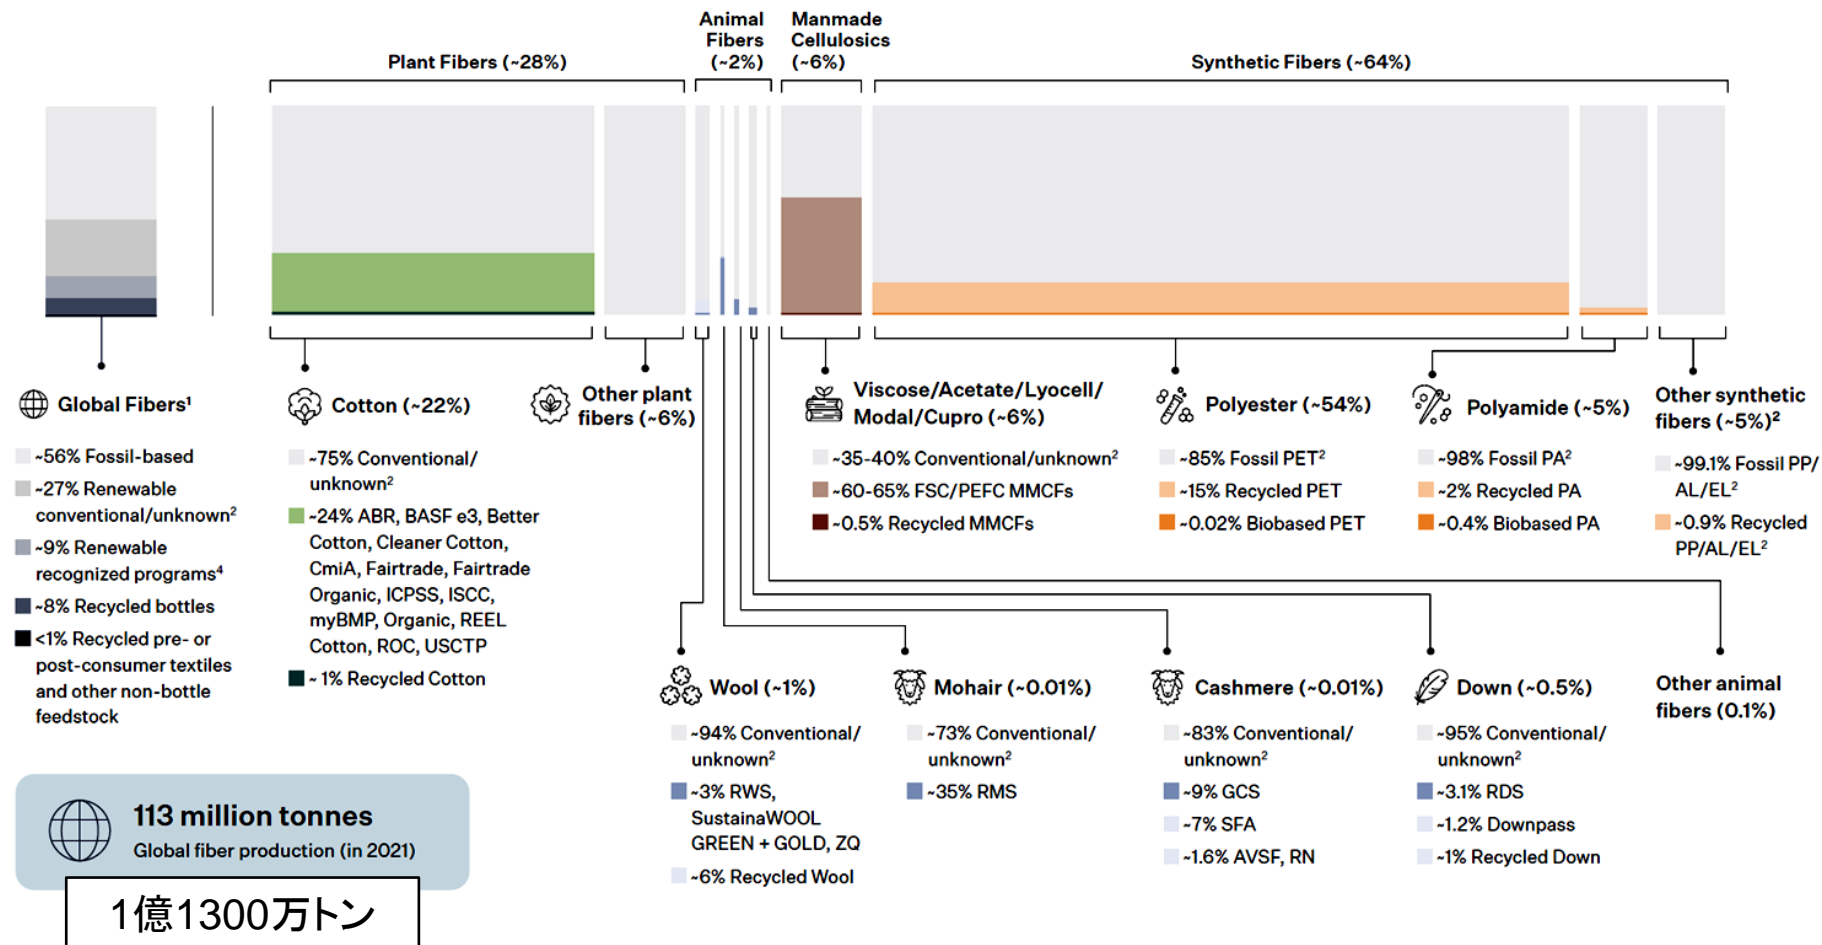 Plant Fibers (~28%)
Animal
Fibers
(~2%)
Manmade
Cellulosics
(~6%)
Synthetic Fibers (~64%)
Global Fibers¹
~56% Fossil-based
~27% Renewable
conventional/unknown²
~9% Renewable
recognized programs⁴
~8% Recycled bottles
<1% Recycled pre- or
post-consumer textiles
and other non-bottle
feedstock
Cotton (~22%)
~75% Conventional/
unknown²
~24% ABR, BASF e3, Better
Cotton, Cleaner Cotton,
CmiA, Fairtrade, Fairtrade
Organic, ICPSS, ISCC,
myBMP, Organic, REEL
Cotton, ROC, USCTP
~ 1% Recycled Cotton
Other plant
fibers (~6%)
Viscose/Acetate/Lyocell/
Modal/Cupro (~6%)
~35-40% Conventional/unknown²
~60-65% FSC/PEFC MMCFs
~0.5% Recycled MMCFs
Polyester (~54%)
~85% Fossil PET²
~15% Recycled PET
~0.02% Biobased PET
Polyamide (~5%)
~98% Fossil PA²
~2% Recycled PA
~0.4% Biobased PA
Other synthetic
fibers (~5%)²
~99.1% Fossil PP/
AL/EL²
~0.9% Recycled
PP/AL/EL²
Wool (~1%)
~94% Conventional/
unknown²
~3% RWS,
SustainaWOOL
GREEN + GOLD, ZQ
~6% Recycled Wool
Mohair (~0.01%)
~73% Conventional/
unknown²
~35% RMS
Cashmere (~0.01%)
~83% Conventional/
unknown²
~9% GCS
~7% SFA
~1.6% AVSF, RN
Down (~0.5%)
~95% Conventional/
unknown²
~3.1% RDS
~1.2% Downpass
~1% Recycled Down
Other animal
fibers (0.1%)
113 million tonnes
Global fiber production (in 2021)
1億1300万トン